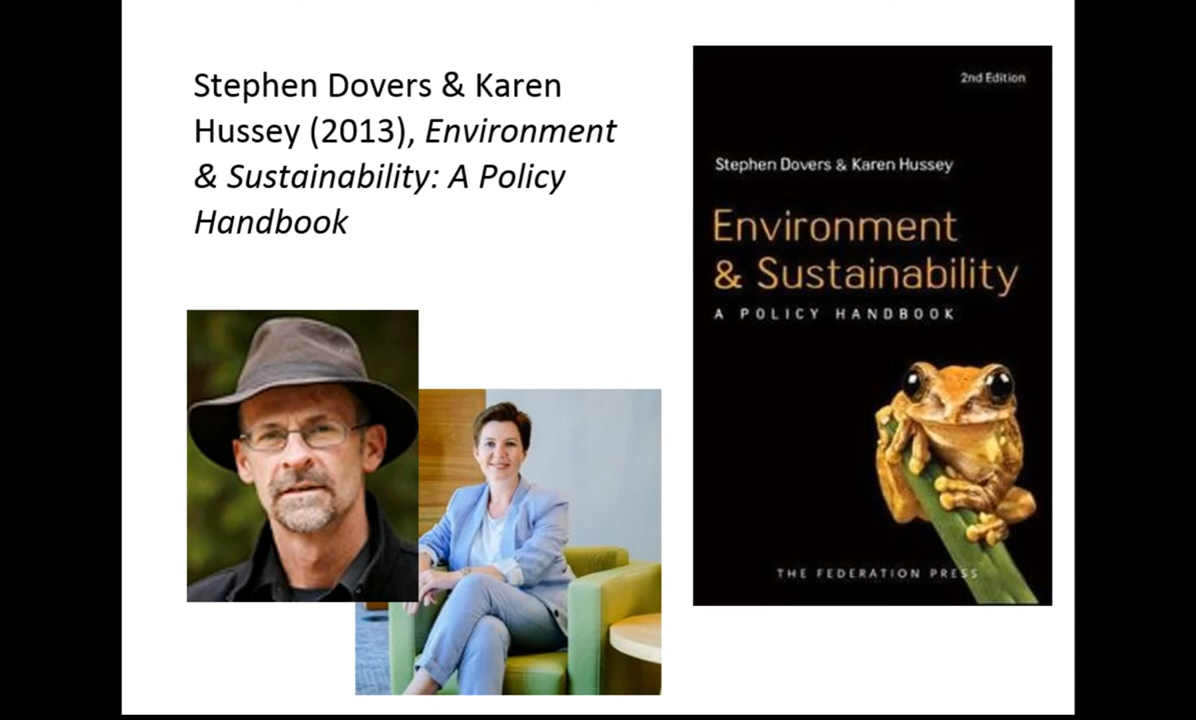 Stephen Dovers & Karen
Hussey (2013), Environment
& Sustainability: A Policy
Handbook
2nd Edition
Stephen Dovers & Karen Hussey
Environment
& Sustainability
A POLICY HANDBOOK
THE FEDERATION PRESS